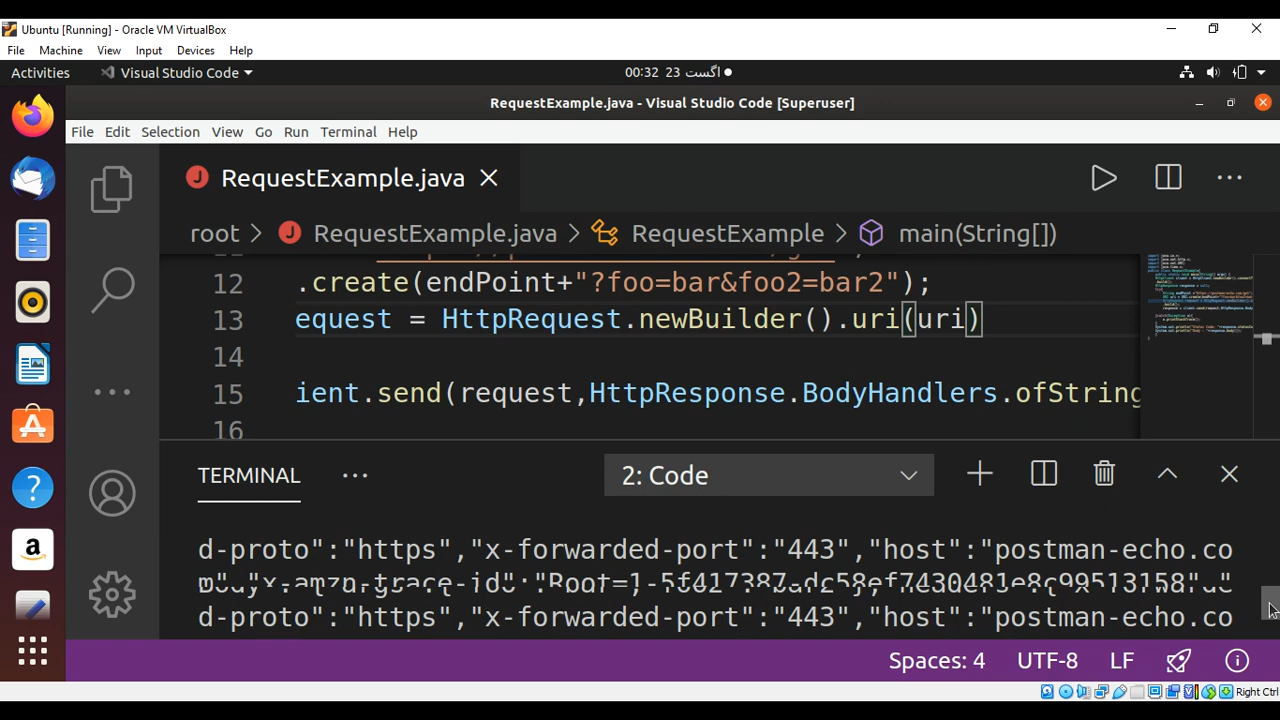 Ubuntu [Running] - Oracle VM VirtualBox
File Machine View Input Devices Help
Activities Visual Studio Code 00:32 23 اگست
RequestExample.java - Visual Studio Code [Superuser]
File Edit Selection View Go Run Terminal Help
RequestExample.java
root > RequestExample.java > RequestExample > main(String[])
12 .create(enPoint+"?foo=bar&foo2=bar2");
13 equest = HttpRequest.newBuilder().uri(uri)
14
15 ient.send(request,HttpResponse.BodyHandlers.ofString
16
TERMINAL ... 2: Code
d-proto":"https","x-forwarded-port":"443","host":"postman-echo.co
d-proto":"https","x-forwarded-port":"443","host":"postman-echo.co
Spaces: 4 UTF-8 LF
Right Ctrl